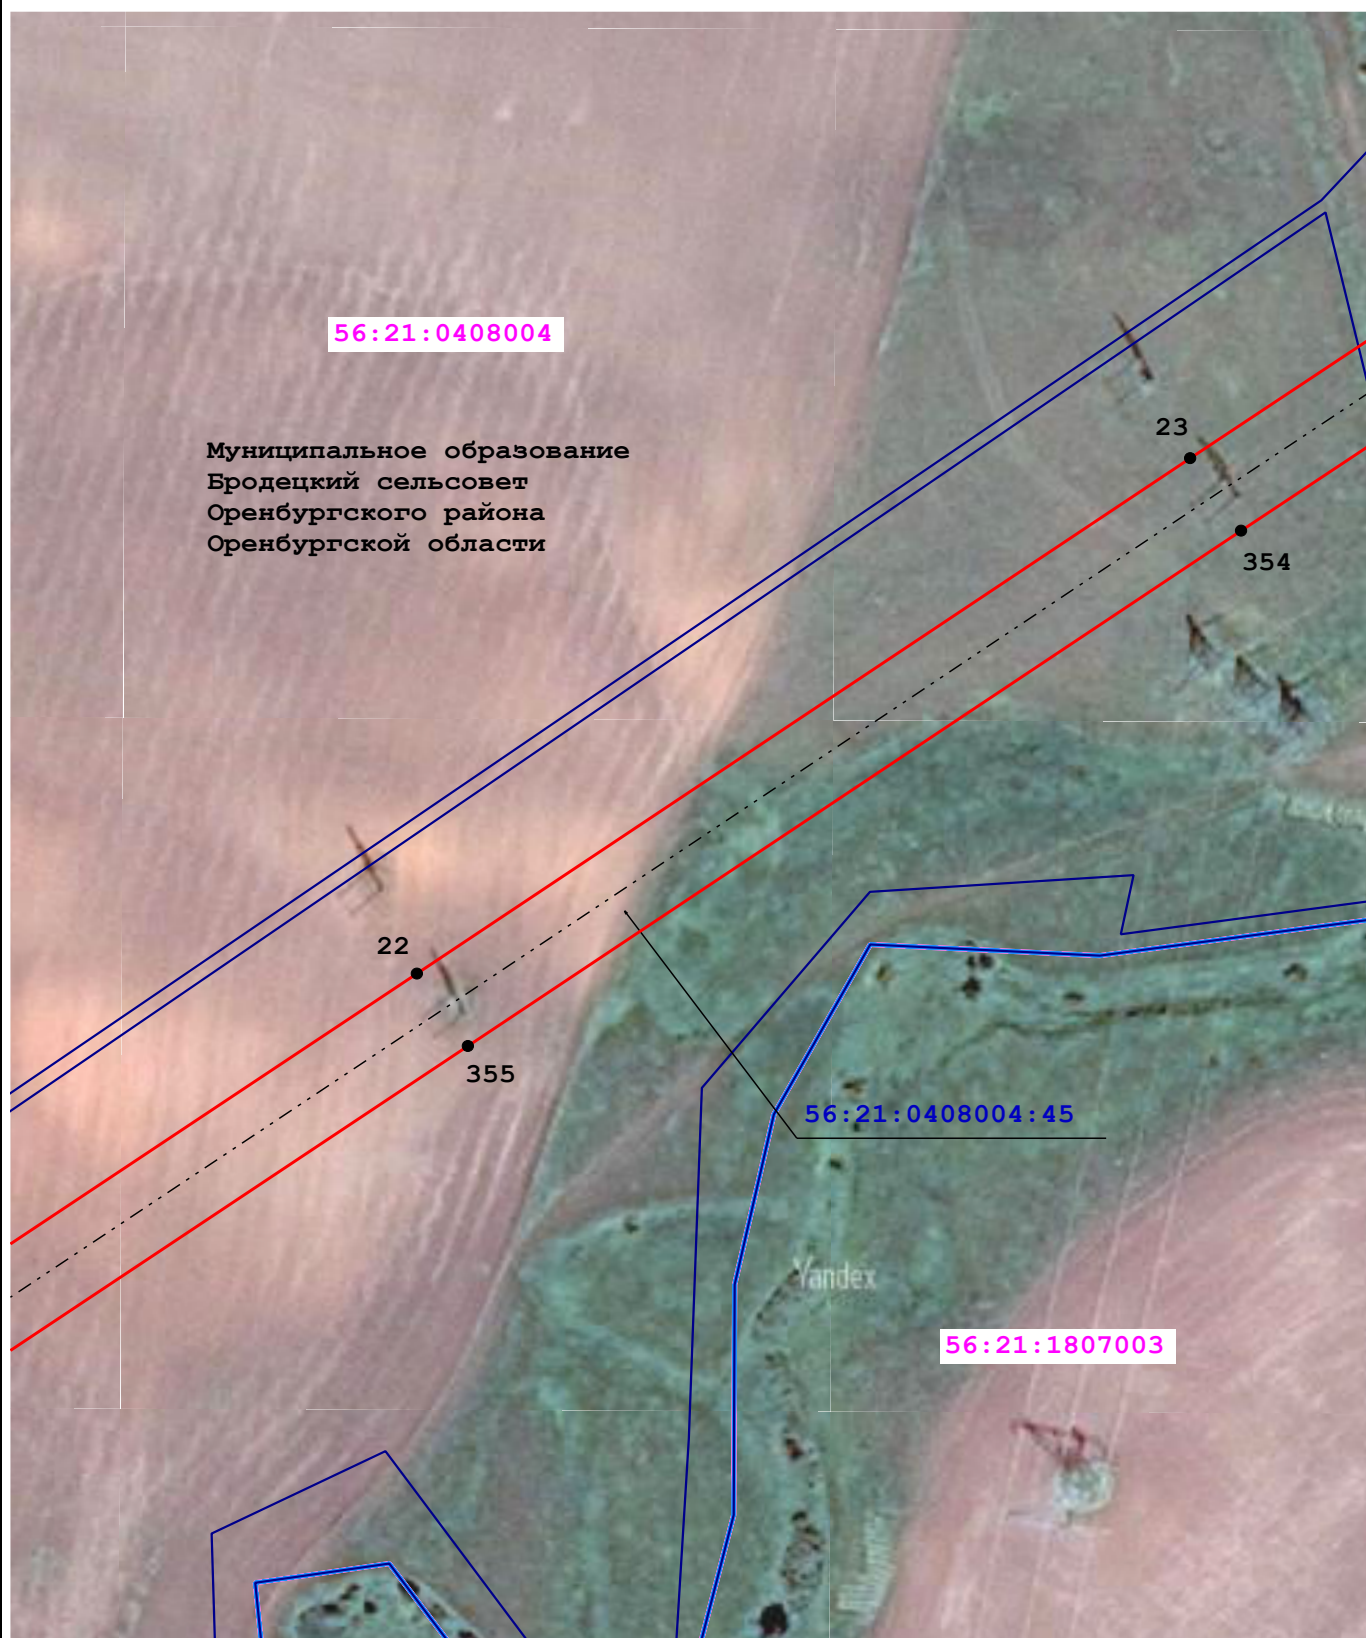 56:21:0408004
23
Муниципальное образование
Бродецкий сельсовет
Оренбургского района
Оренбургской области
354
22
355
56:21:0408004:45
Yandex
56:21:1807003